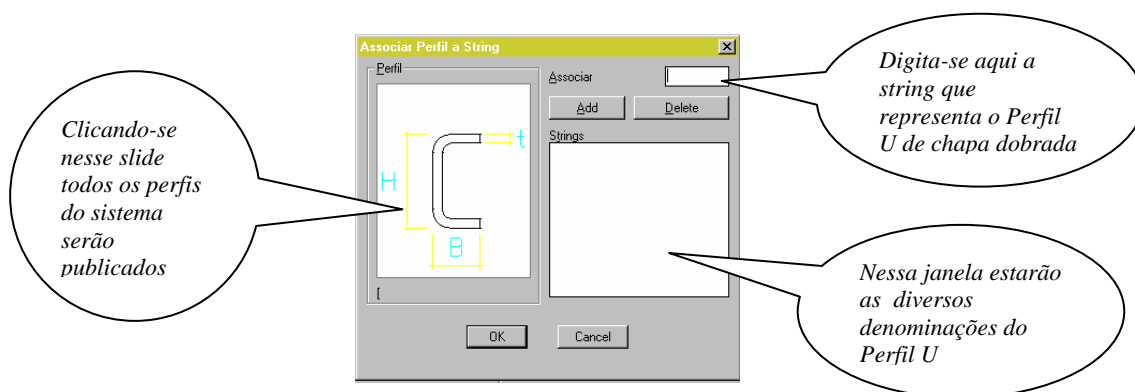 Associar Perfil a String
Perfil
Associar
Add
Delete
Strings
H
t
B
[
OK
Cancel
Clicando-se
nesse slide
todos os perfis
do sistema
serão
publicados
Digita-se aqui a
string que
representa o Perfil
U de chapa dobrada
Nessa janela estarão
as diversos
denominações do
Perfil U